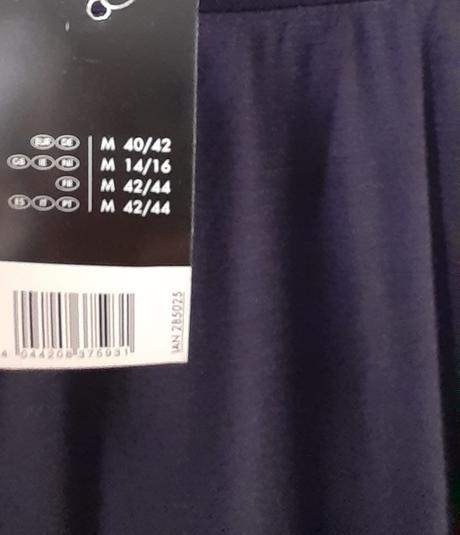 EUR DE M 40/42
GB IE NI M 14/16
FR M 42/44
ES IT PT M 42/44
4 044208 375931
IAN 285025